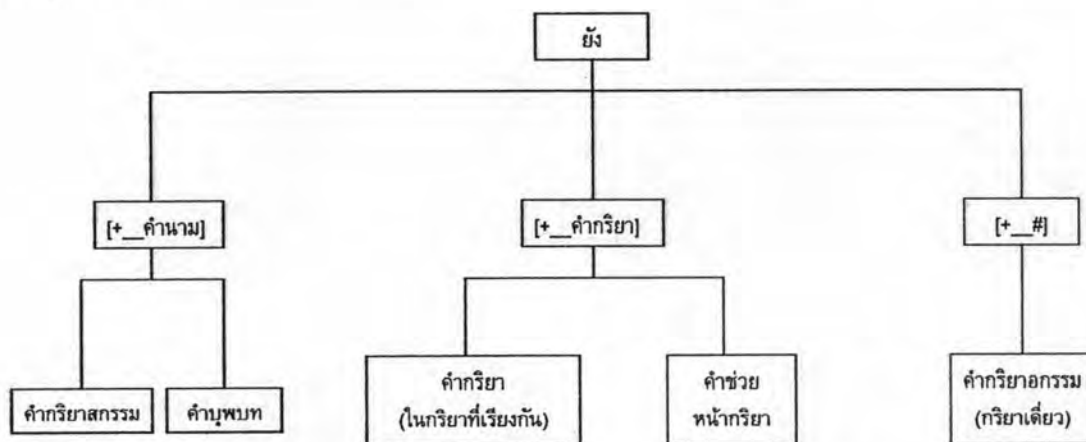 ยัง
[+__คำนาม]
[+__คำกริยา]
[+__#]
คำกริยาสกรรม
คำบุพบท
คำกริยา
(ในกริยาที่เรียงกัน)
คำช่วย
หน้ากริยา
คำกริยาอกรรม
(กริยาเดี่ยว)